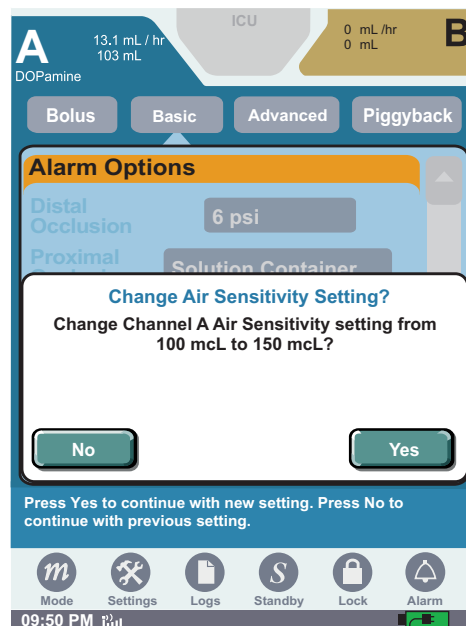 ICU
A
13.1 mL / hr
103 mL
DOPamine
0 mL /hr
0 mL
B
Bolus
Basic
Advanced
Piggyback
Alarm Options
Distal
Occlusion
6 psi
Proximal
Solution Container
Change Air Sensitivity Setting?
Change Channel A Air Sensitivity setting from
100 mcL to 150 mcL?
No
Yes
Press Yes to continue with new setting. Press No to
continue with previous setting.
m
S
Mode
Settings
Logs
Standby
Lock
Alarm
09:50 PM